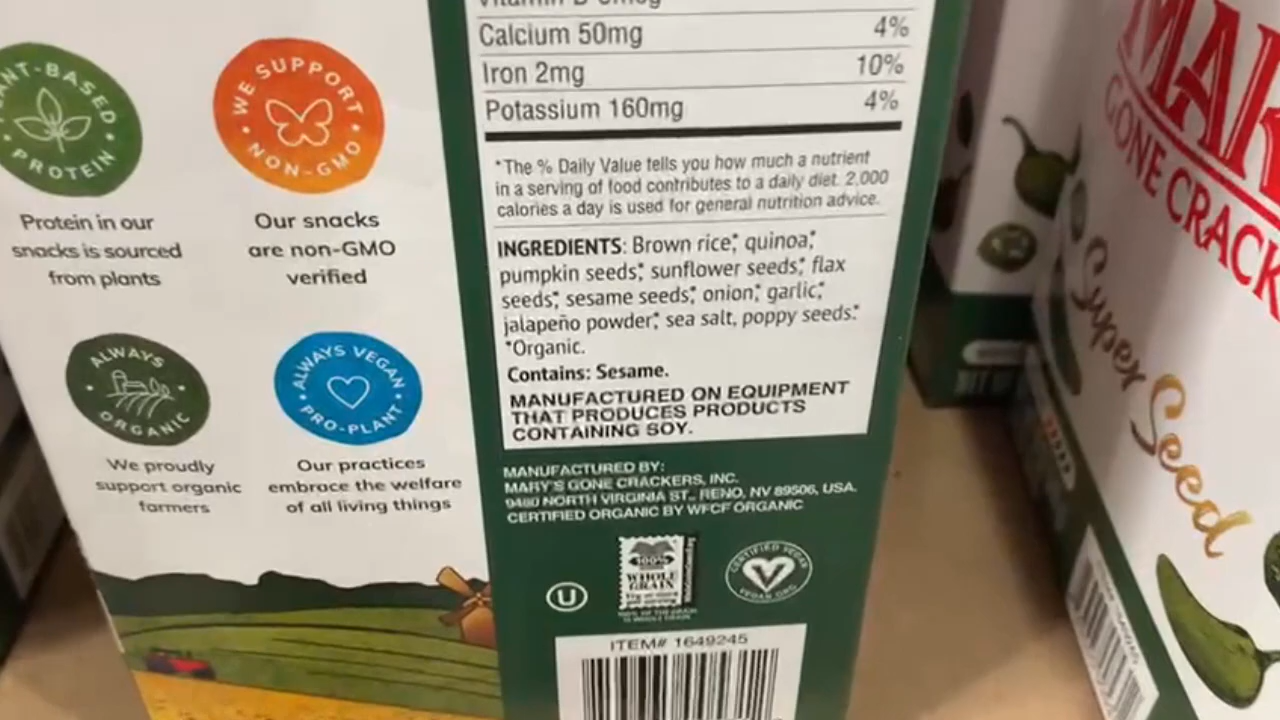 Calcium 50mg 4%
Iron 2mg 10%
Potassium 160mg 4%
*The % Daily Value tells you how much a nutrient
in a serving of food contributes to a daily diet. 2,000
calories a day is used for general nutrition advice.
INGREDIENTS: Brown rice*, quinoa*,
pumpkin seeds*, sunflower seeds*, flax
seeds*, sesame seeds*, onion*, garlic*,
jalapeño powder*, sea salt, poppy seeds*.
*Organic.
Contains: Sesame.
MANUFACTURED ON EQUIPMENT
THAT PRODUCES PRODUCTS
CONTAINING SOY.
MANUFACTURED BY:
MARY'S GONE CRACKERS, INC.
9480 NORTH VIRGINIA ST., RENO, NV 89506, USA.
CERTIFIED ORGANIC BY WFCF ORGANIC
U
100%
WHOLE
GRAIN
CERTIFIED VEGAN
VEGAN.ORG
ITEM# 1649245
PROTEIN
Protein in our
snacks is sourced
from plants
WE SUPPORT
NON-GMO
Our snacks
are non-GMO
verified
ALWAYS
ORGANIC
We proudly
support organic
farmers
ALWAYS VEGAN
PRO-PLANT
Our practices
embrace the welfare
of all living things
GONE
Super Seed